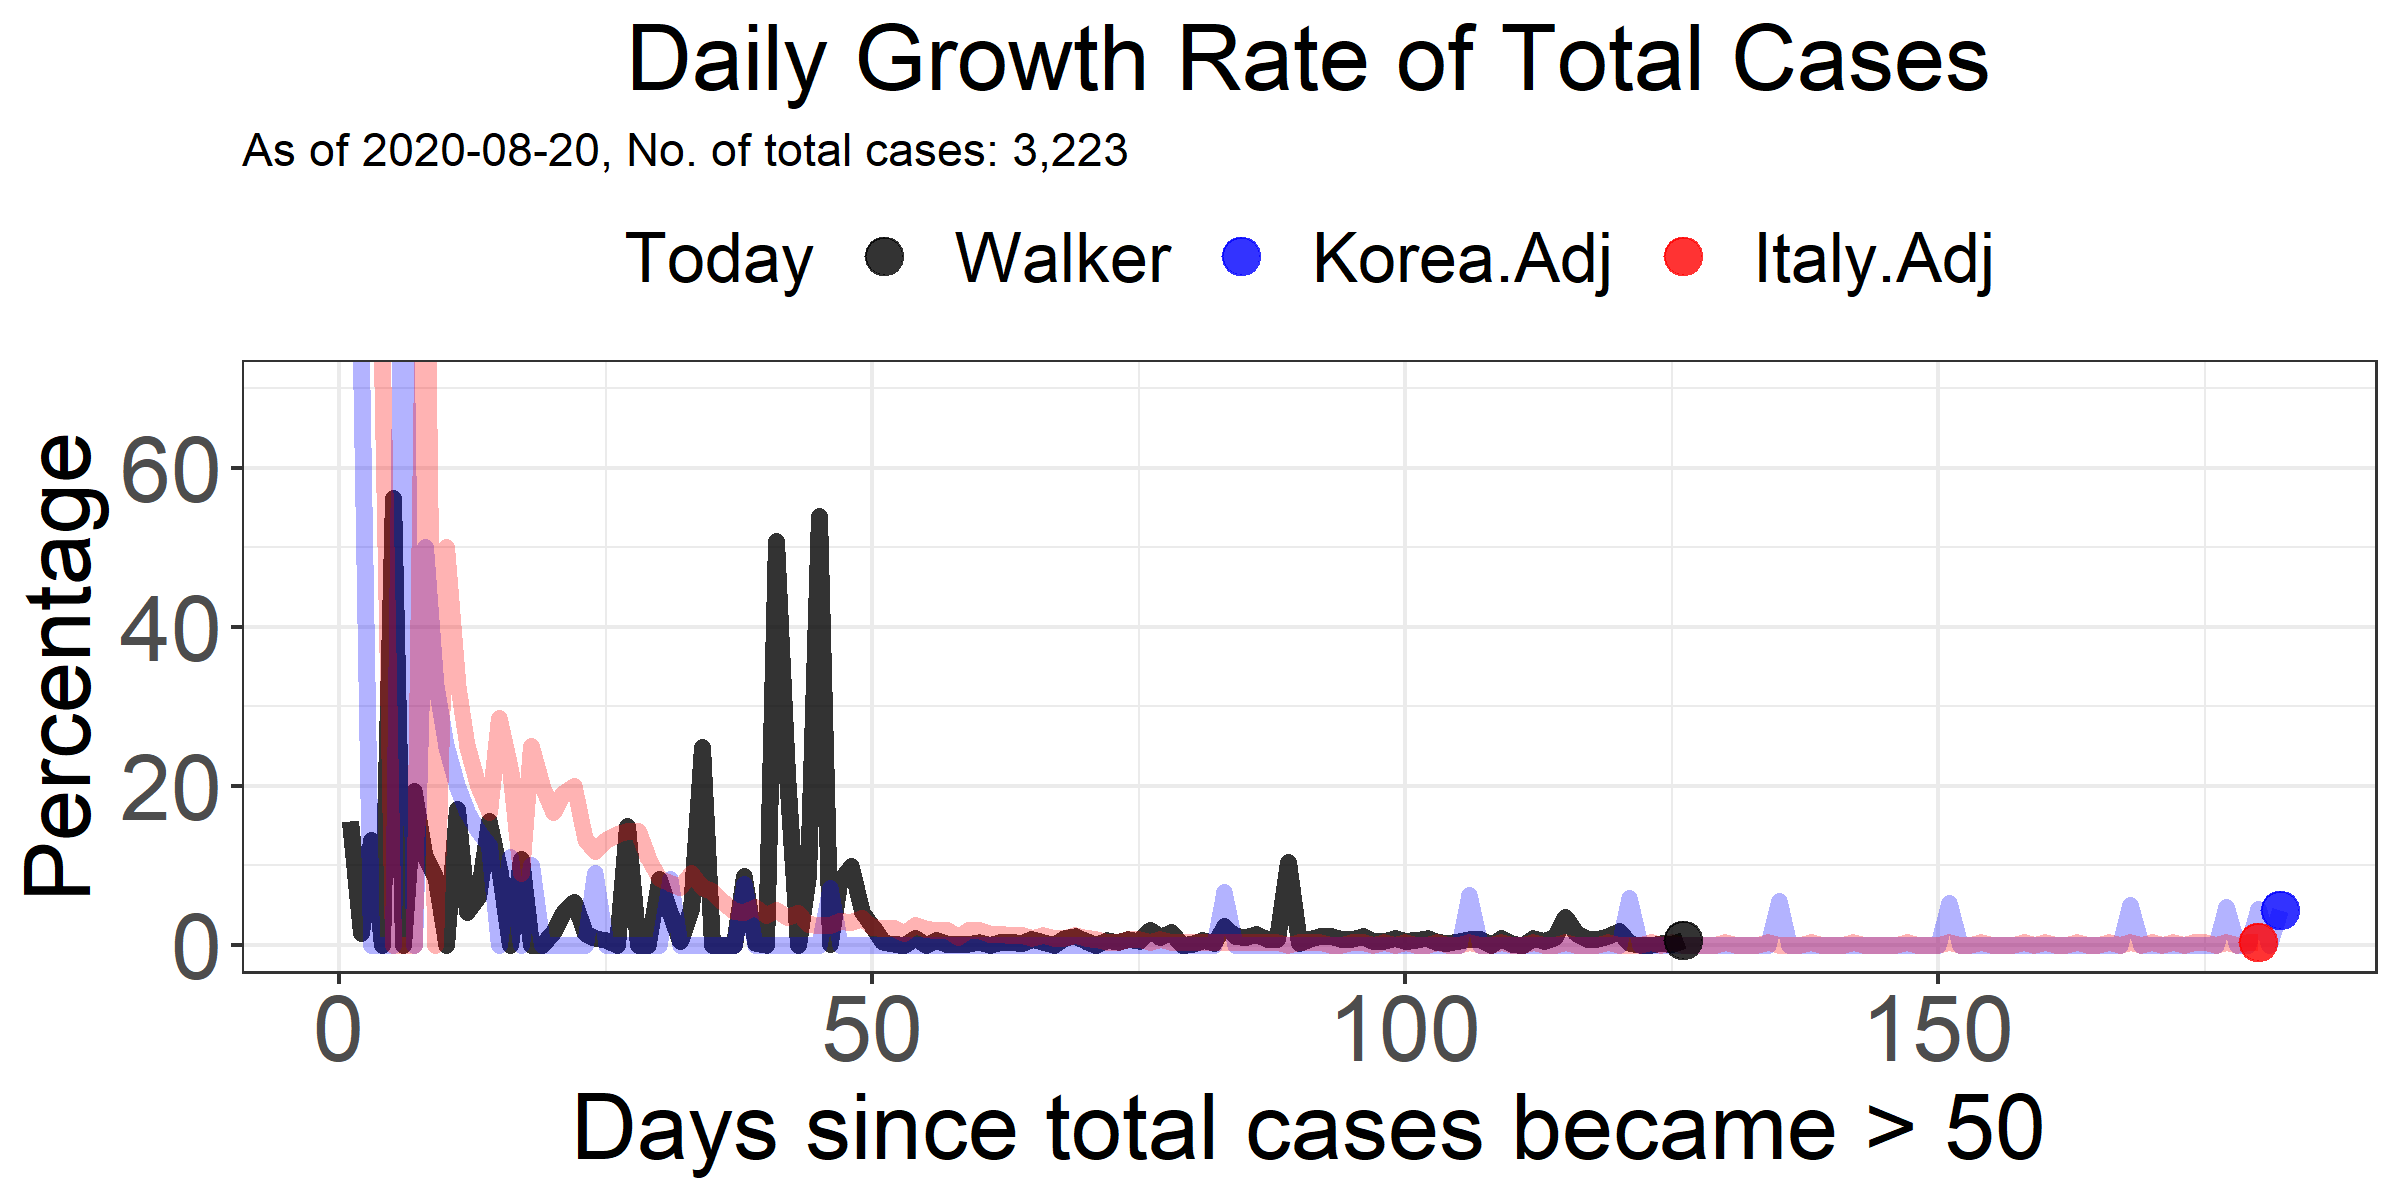 Daily Growth Rate of Total Cases
As of 2020-08-20, No. of total cases: 3,223
Today Walker Korea.Adj Italy.Adj
Percentage
60
40
20
0
0 50 100 150
Days since total cases became > 50